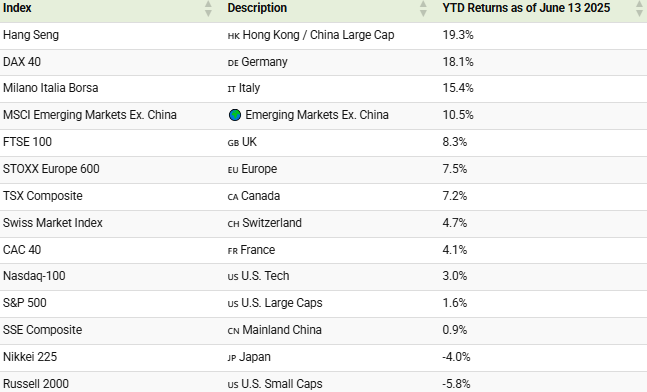 Index Description YTD Returns as of June 13 2025
Hang Seng HK Hong Kong / China Large Cap 19.3%
DAX 40 DE Germany 18.1%
Milano Italia Borsa IT Italy 15.4%
MSCI Emerging Markets Ex. China Emerging Markets Ex. China 10.5%
FTSE 100 GB UK 8.3%
STOXX Europe 600 EU Europe 7.5%
TSX Composite CA Canada 7.2%
Swiss Market Index CH Switzerland 4.7%
CAC 40 FR France 4.1%
Nasdaq-100 US U.S. Tech 3.0%
S&P 500 US U.S. Large Caps 1.6%
SSE Composite CN Mainland China 0.9%
Nikkei 225 JP Japan -4.0%
Russell 2000 US U.S. Small Caps -5.8%